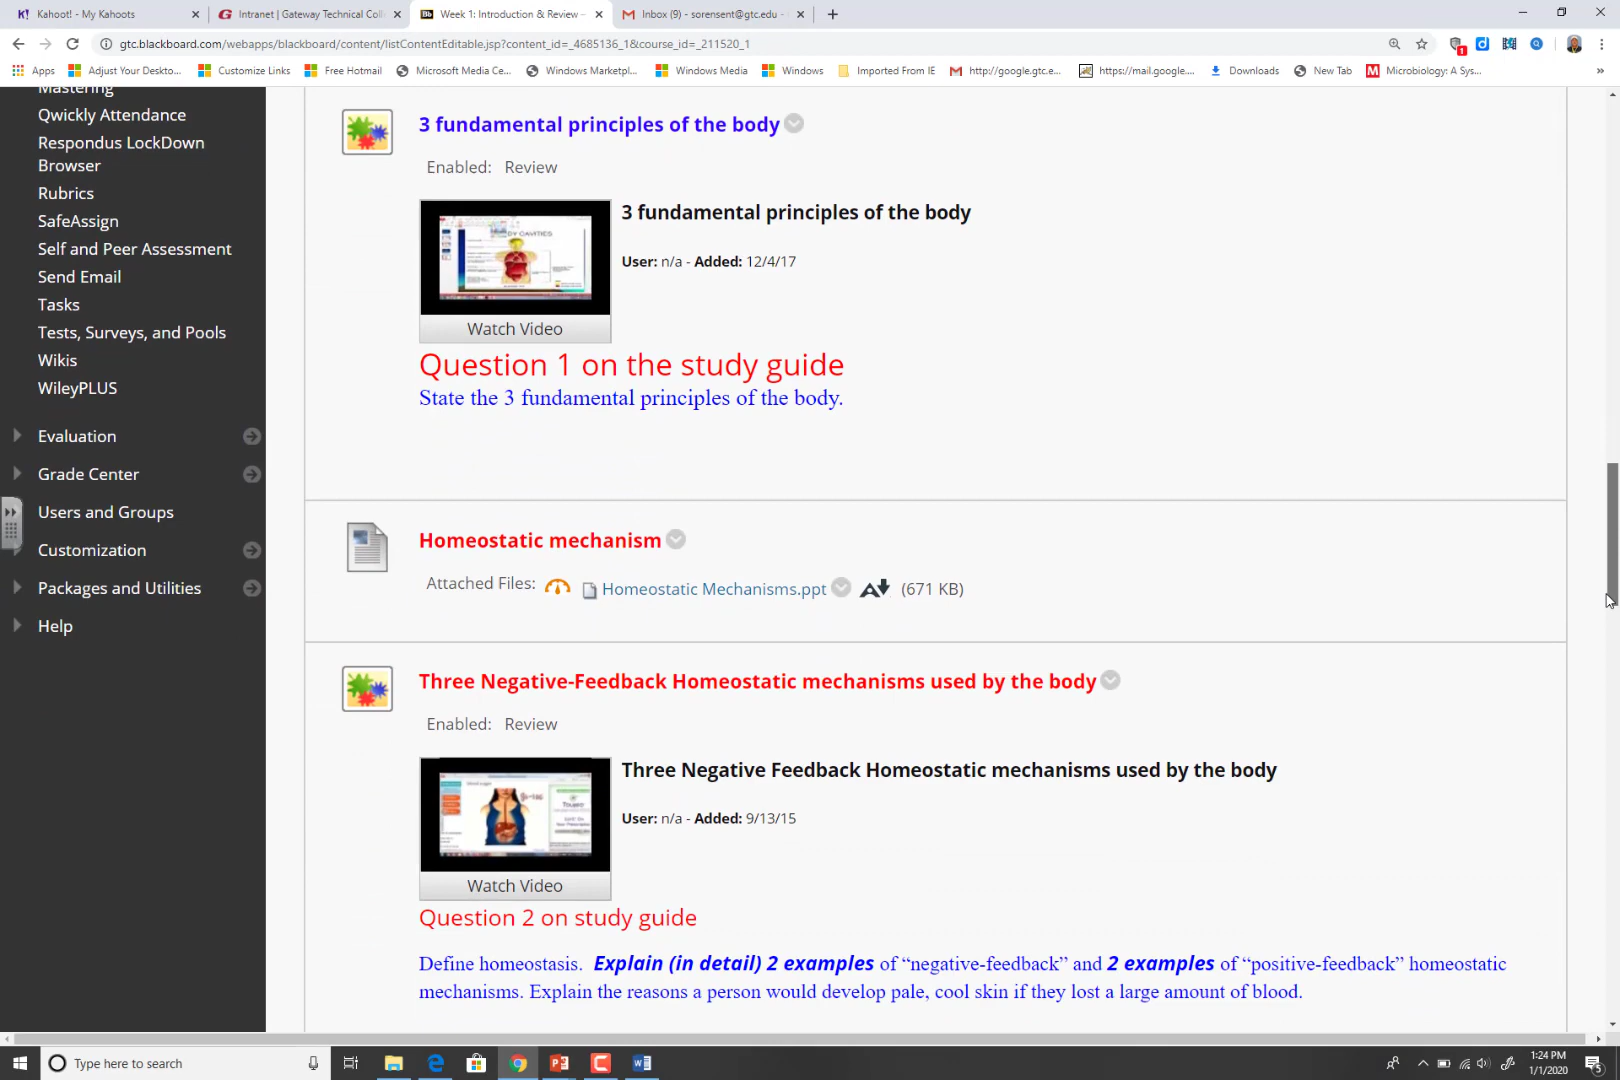 Kahoot! - My Kahoots
Intranet | Gateway Technical Coll
Week 1: Introduction & Review –
Inbox (9) - sorensent@gtc.edu -
gtc.blackboard.com/webapps/blackboard/content/listContentEditable.jsp?content_id=_4685136_1&course_id=_211520_1
Apps
Adjust Your Deskto...
Customize Links
Free Hotmail
Microsoft Media Ce...
Windows Marketpl...
Windows Media
Windows
Imported From IE
http://google.gtc.e...
https://mail.google....
Downloads
New Tab
Microbiology: A Sys...
Mastering
Qwickly Attendance
Respondus LockDown
Browser
Rubrics
SafeAssign
Self and Peer Assessment
Send Email
Tasks
Tests, Surveys, and Pools
Wikis
WileyPLUS
Evaluation
Grade Center
Users and Groups
Customization
Packages and Utilities
Help
3 fundamental principles of the body
Enabled: Review
3 fundamental principles of the body
User: n/a - Added: 12/4/17
Watch Video
Question 1 on the study guide
State the 3 fundamental principles of the body.
Homeostatic mechanism
Attached Files: Homeostatic Mechanisms.ppt (671 KB)
Three Negative-Feedback Homeostatic mechanisms used by the body
Enabled: Review
Three Negative Feedback Homeostatic mechanisms used by the body
User: n/a - Added: 9/13/15
Watch Video
Question 2 on study guide
Define homeostasis. Explain (in detail) 2 examples of “negative-feedback” and 2 examples of “positive-feedback” homeostatic
mechanisms. Explain the reasons a person would develop pale, cool skin if they lost a large amount of blood.
Type here to search
1:24 PM
1/1/2020
5